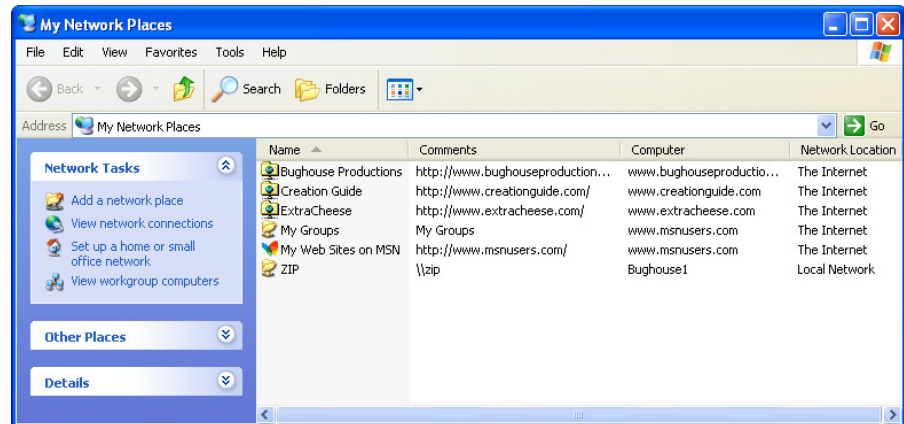 My Network Places
File Edit View Favorites Tools Help
Back Search Folders
Address My Network Places Go
Network Tasks
Add a network place
View network connections
Set up a home or small
office network
View workgroup computers
Other Places
Details
Name Comments Computer Network Location
Bughouse Productions http://www.bughouseproduction... www.bughouseproductio... The Internet
Creation Guide http://www.creationguide.com/ www.creationguide.com The Internet
ExtraCheese http://www.extracheese.com/ www.extracheese.com The Internet
My Groups My Groups www.msnusers.com The Internet
My Web Sites on MSN http://www.msnusers.com/ www.msnusers.com The Internet
ZIP \\zip Bughouse1 Local Network